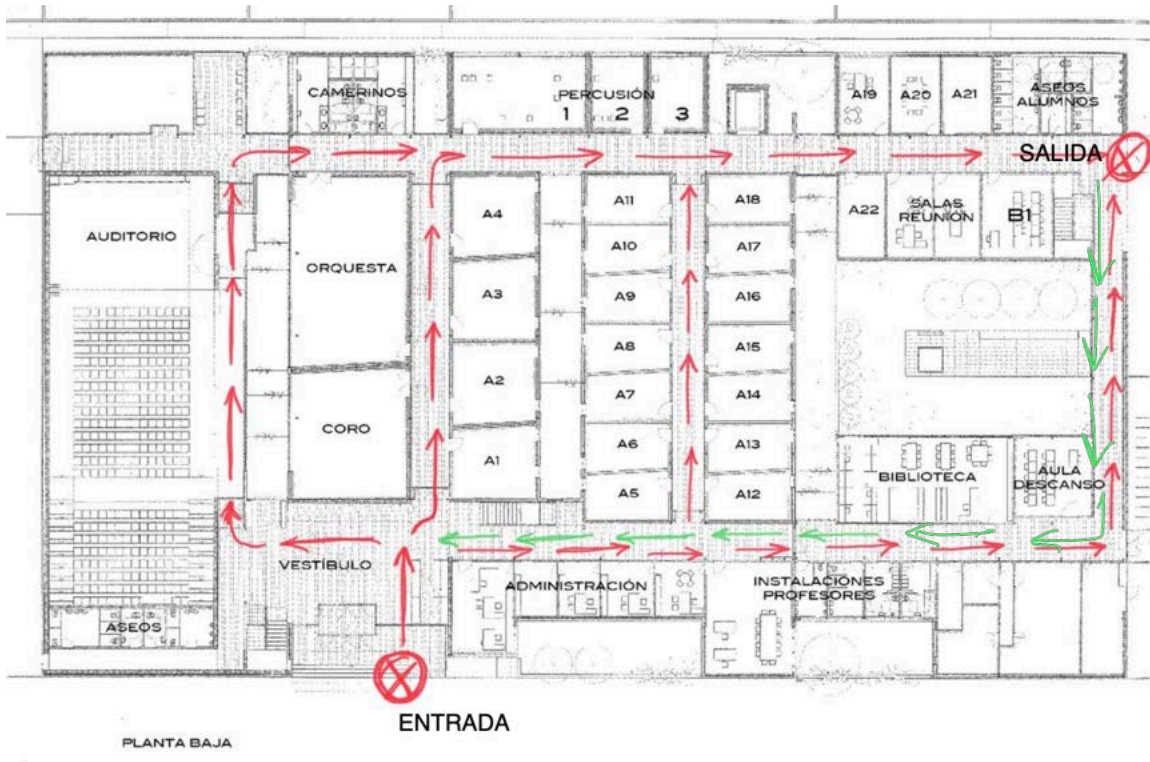 CAMERINOS
PERCUSIÓN
1 2 3
A19 A20 A21
ASEOS
ALUMNOS
SALIDA
AUDITORIO
ORQUESTA
CORO
A4
A3
A2
A1
A11
A10
A9
A8
A7
A6
A5
A18
A17
A16
A15
A14
A13
A12
A22
SALAS
REUNIÓN
B1
BIBLIOTECA
AULA
DESCANSO
VESTÍBULO
ADMINISTRACIÓN
INSTALACIONES
PROFESORES
ASEOS
ENTRADA
PLANTA BAJA